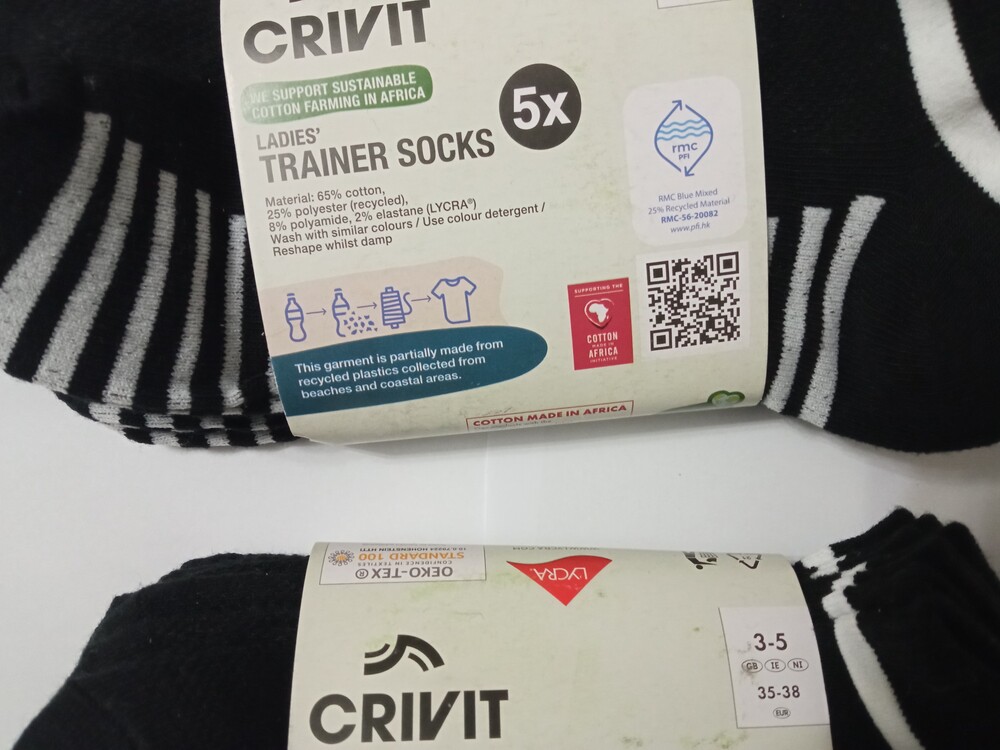 CRIVIT
WE SUPPORT SUSTAINABLE
COTTON FARMING IN AFRICA
5x
LADIES'
TRAINER SOCKS
Material: 65% cotton,
25% polyester (recycled),
8% polyamide, 2% elastane (LYCRA®)
Wash with similar colours / Use colour detergent /
Reshape whilst damp
rmc
PFI
RMC Blue Mixed
25% Recycled Material
RMC-56-20082
www.pfi.hk
This garment is partially made from
recycled plastics collected from
beaches and coastal areas.
SUPPORTING THE
COTTON
MADE IN
AFRICA
INITIATIVE
COTTON MADE IN AFRICA
OEKO-TEX®
CONFIDENCE IN TEXTILES
STANDARD 100
HOHENSTEIN HTTI
LYCRA
CRIVIT
3-5
GB IE NI
35-38
EUR